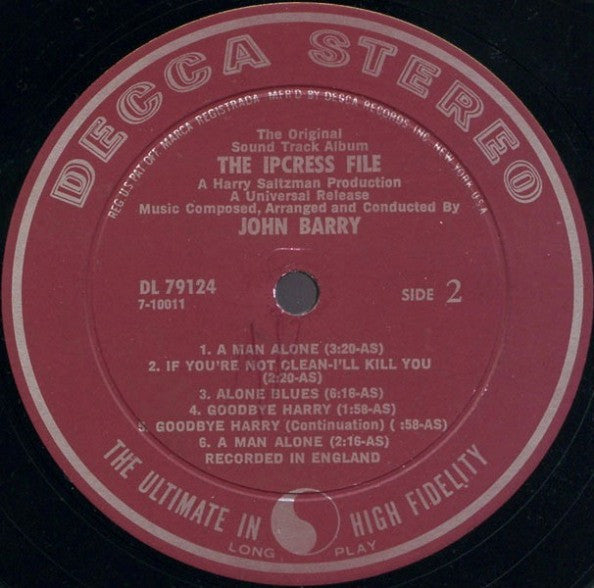 DECCA STEREO
REG US PAT OFF. MARCA REGISTRADA MF'R'D BY DECCA RECORDS INC. NEW YORK, U.S.A.
The Original
Sound Track Album
THE IPCRESS FILE
A Harry Saltzman Production
A Universal Release
Music Composed, Arranged and Conducted By
JOHN BARRY
DL 79124
7-10011
SIDE 2
1. A MAN ALONE (3:20-AS)
2. IF YOU'RE NOT CLEAN-I'LL KILL YOU
(2:20-AS)
3. ALONE BLUES (6:16-AS)
4. GOODBYE HARRY (1:56-AS)
5. GOODBYE HARRY (Continuation) ( :58-AS)
6. A MAN ALONE (2:16-AS)
RECORDED IN ENGLAND
THE ULTIMATE IN HIGH FIDELITY
LONG PLAY